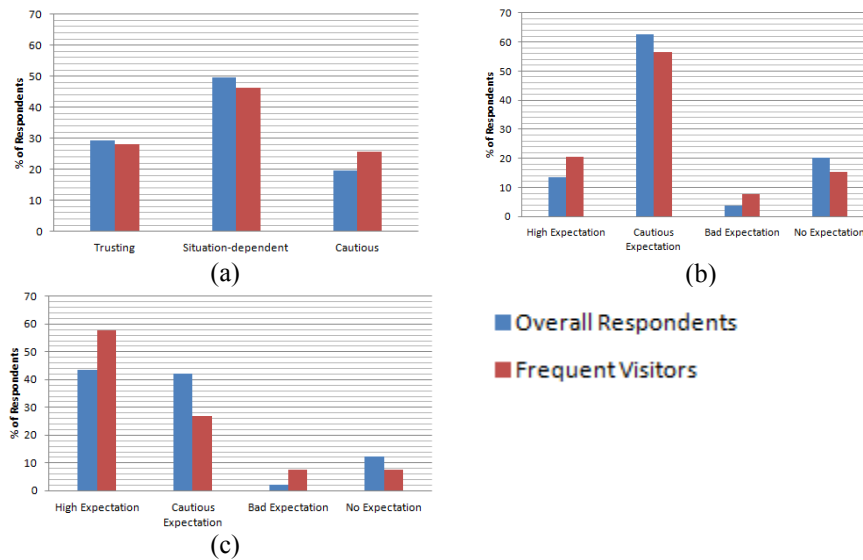 70
60
50
40
30
20
10
0
% of Respondents
Trusting
Situation-dependent
Cautious
(a)
70
60
50
40
30
20
10
0
% of Respondents
High Expectation
Cautious
Expectation
Bad Expectation
No Expectation
(b)
70
60
50
40
30
20
10
0
% of Respondents
High Expectation
Cautious
Expectation
Bad Expectation
No Expectation
(c)
Overall Respondents
Frequent Visitors